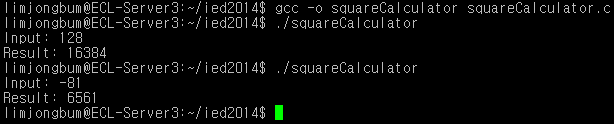 limjongbum@ECL-Server3:~/ied2014$ gcc -o squareCalculator squareCalculator.c
limjongbum@ECL-Server3:~/ied2014$ ./squareCalculator
Input: 128
Result: 16384
limjongbum@ECL-Server3:~/ied2014$ ./squareCalculator
Input: -81
Result: 6561
limjongbum@ECL-Server3:~/ied2014$